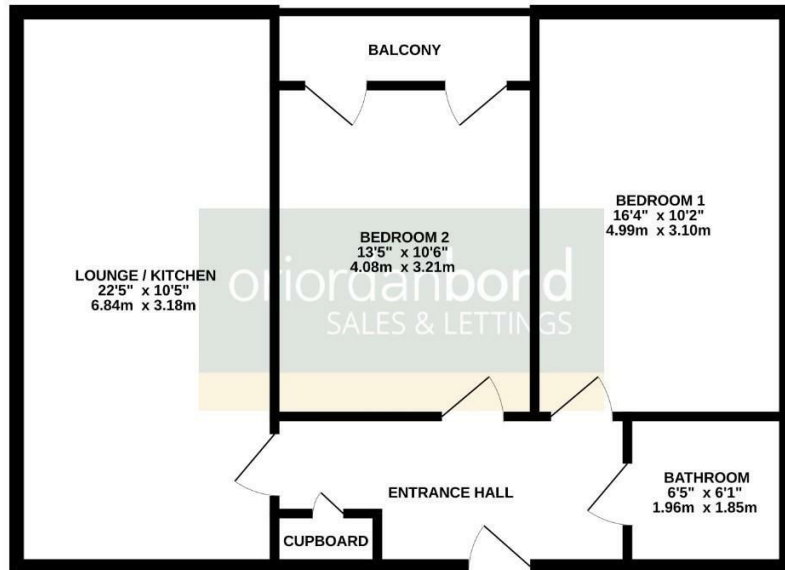 BALCONY
BEDROOM 1
16'4" x 10'2"
4.99m x 3.10m
BEDROOM 2
13'5" x 10'6"
4.08m x 3.21m
LOUNGE / KITCHEN
22'5" x 10'5"
6.84m x 3.18m
oriordanbond
SALES & LETTINGS
ENTRANCE HALL
BATHROOM
6'5" x 6'1"
1.96m x 1.85m
CUPBOARD